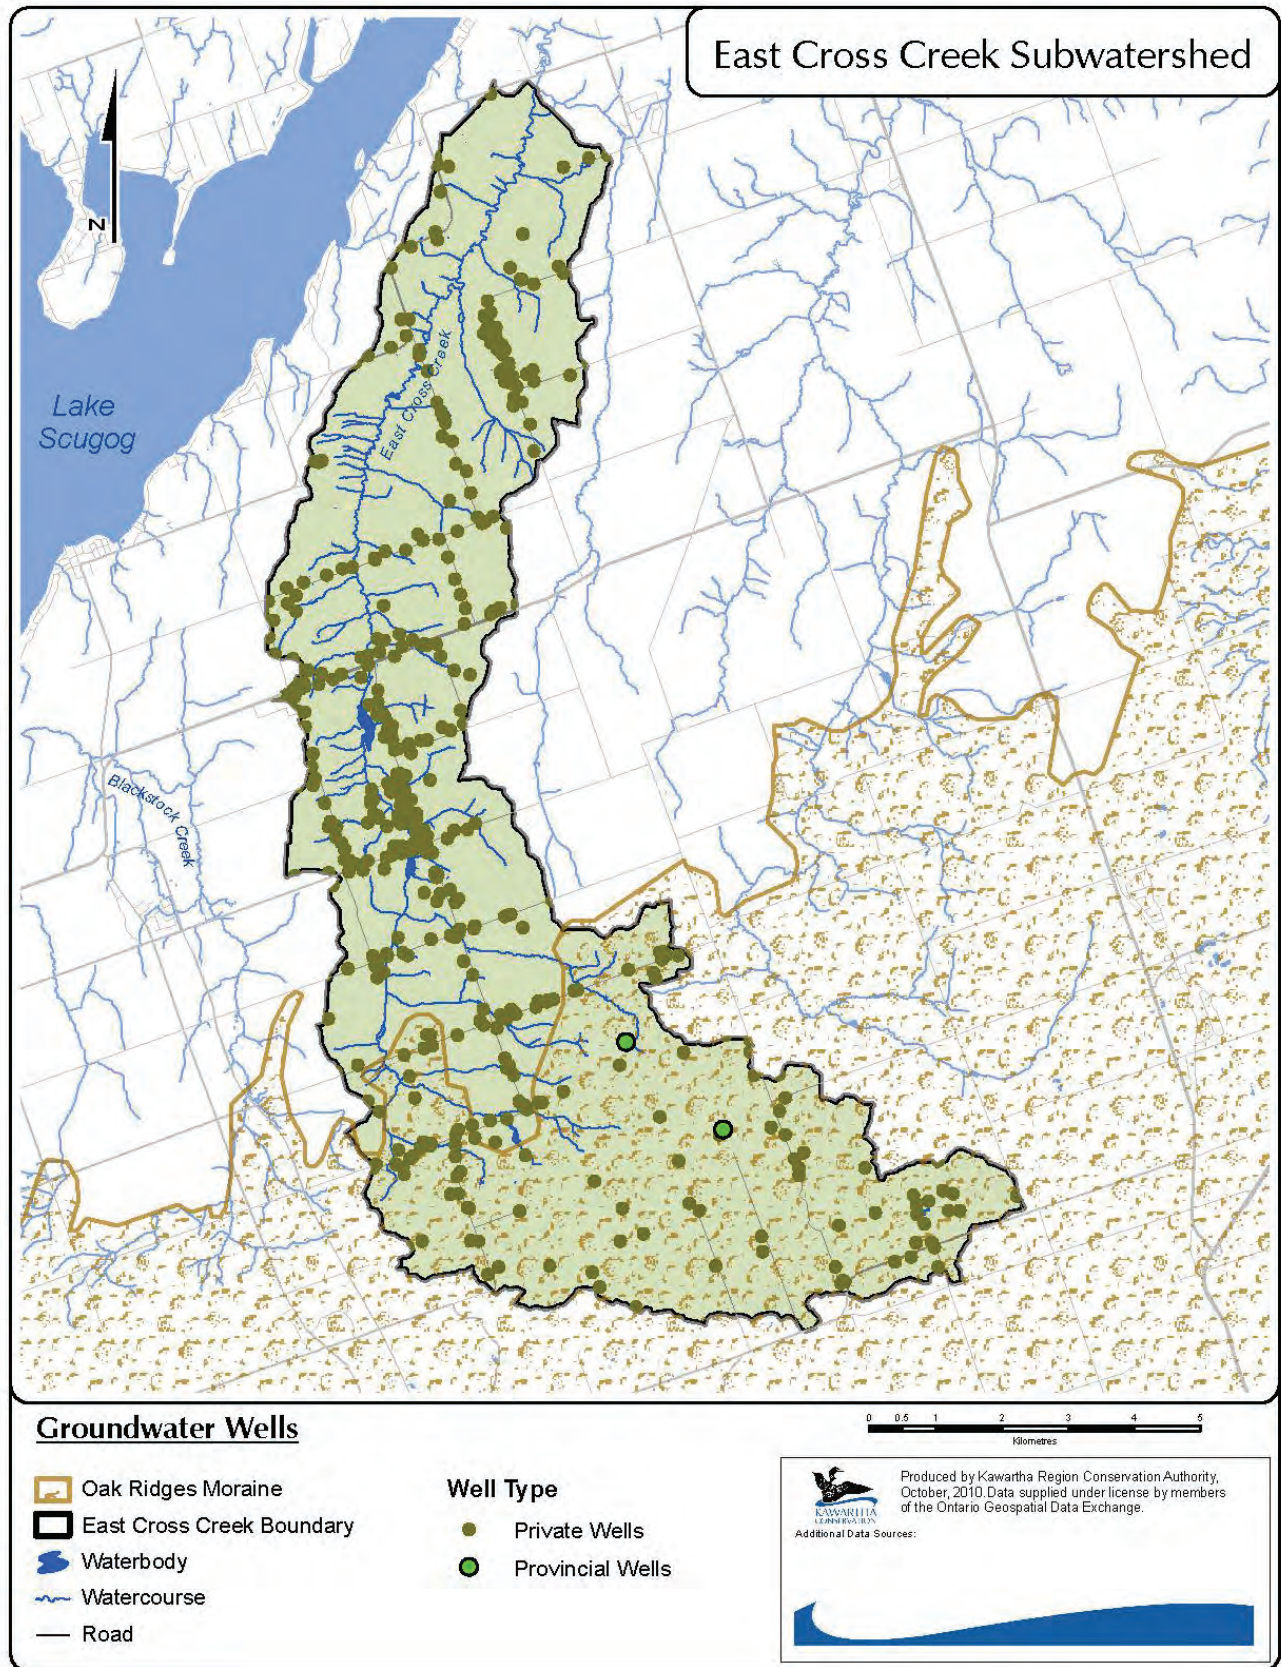 East Cross Creek Subwatershed
N
Lake
Scugog
East Cross Creek
Blackstock Creek
Groundwater Wells
Oak Ridges Moraine
East Cross Creek Boundary
Waterbody
Watercourse
Road
Well Type
Private Wells
Provincial Wells
0 0.5 1 2 3 4 5
Kilometres
KAWARTHA
CONSERVATION
Produced by Kawartha Region Conservation Authority,
October, 2010. Data supplied under license by members
of the Ontario Geospatial Data Exchange.
Additional Data Sources: